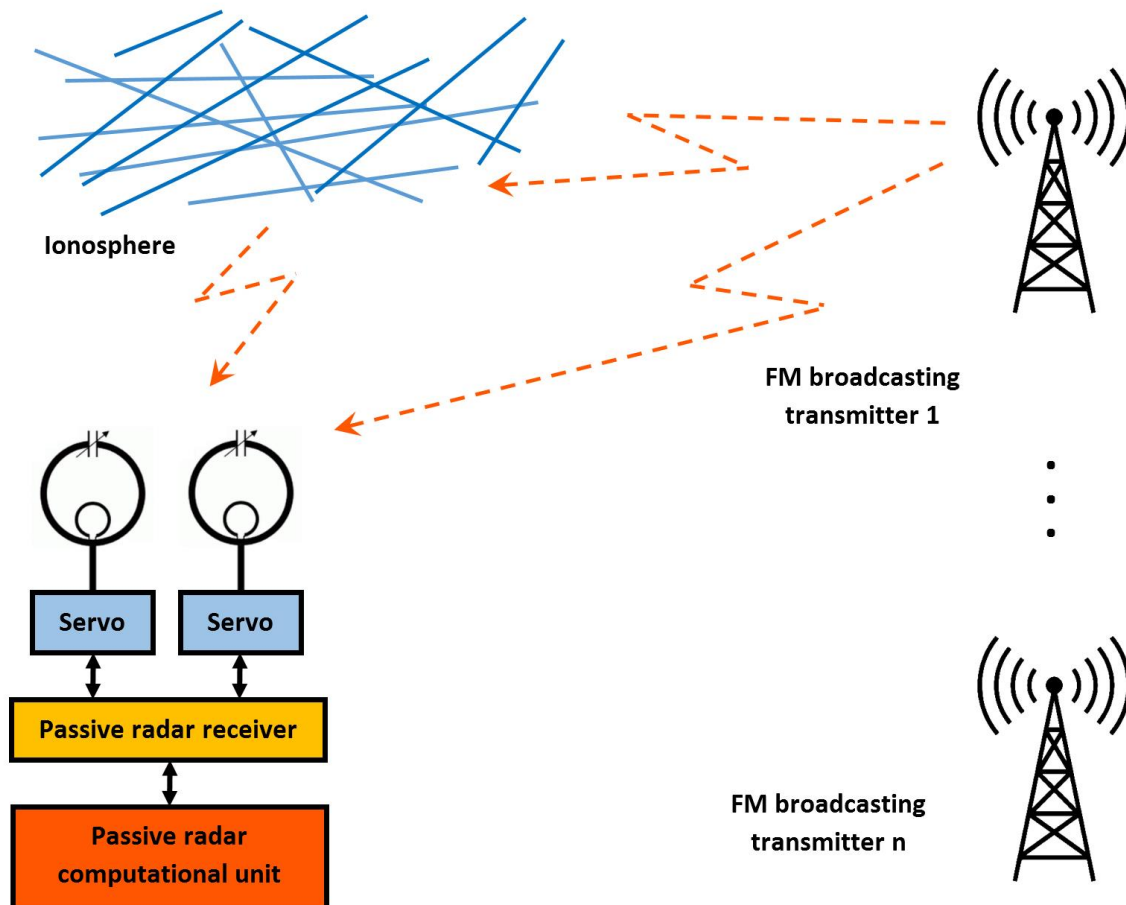 Ionosphere
FM broadcasting
transmitter 1
Servo
Servo
Passive radar receiver
Passive radar
computational unit
FM broadcasting
transmitter n